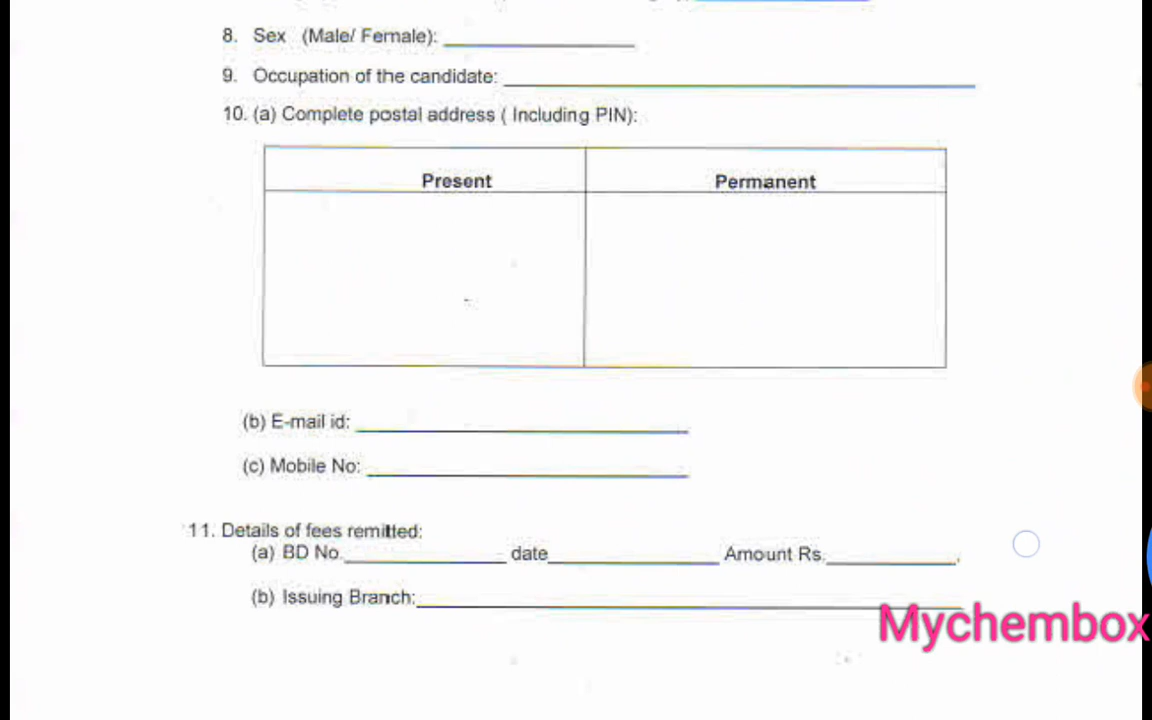 8. Sex (Male/ Female):
9. Occupation of the candidate:
10. (a) Complete postal address ( Including PIN):
Present Permanent
(b) E-mail id:
(c) Mobile No:
11. Details of fees remitted:
(a) BD No. date Amount Rs.
(b) Issuing Branch:
Mychembox